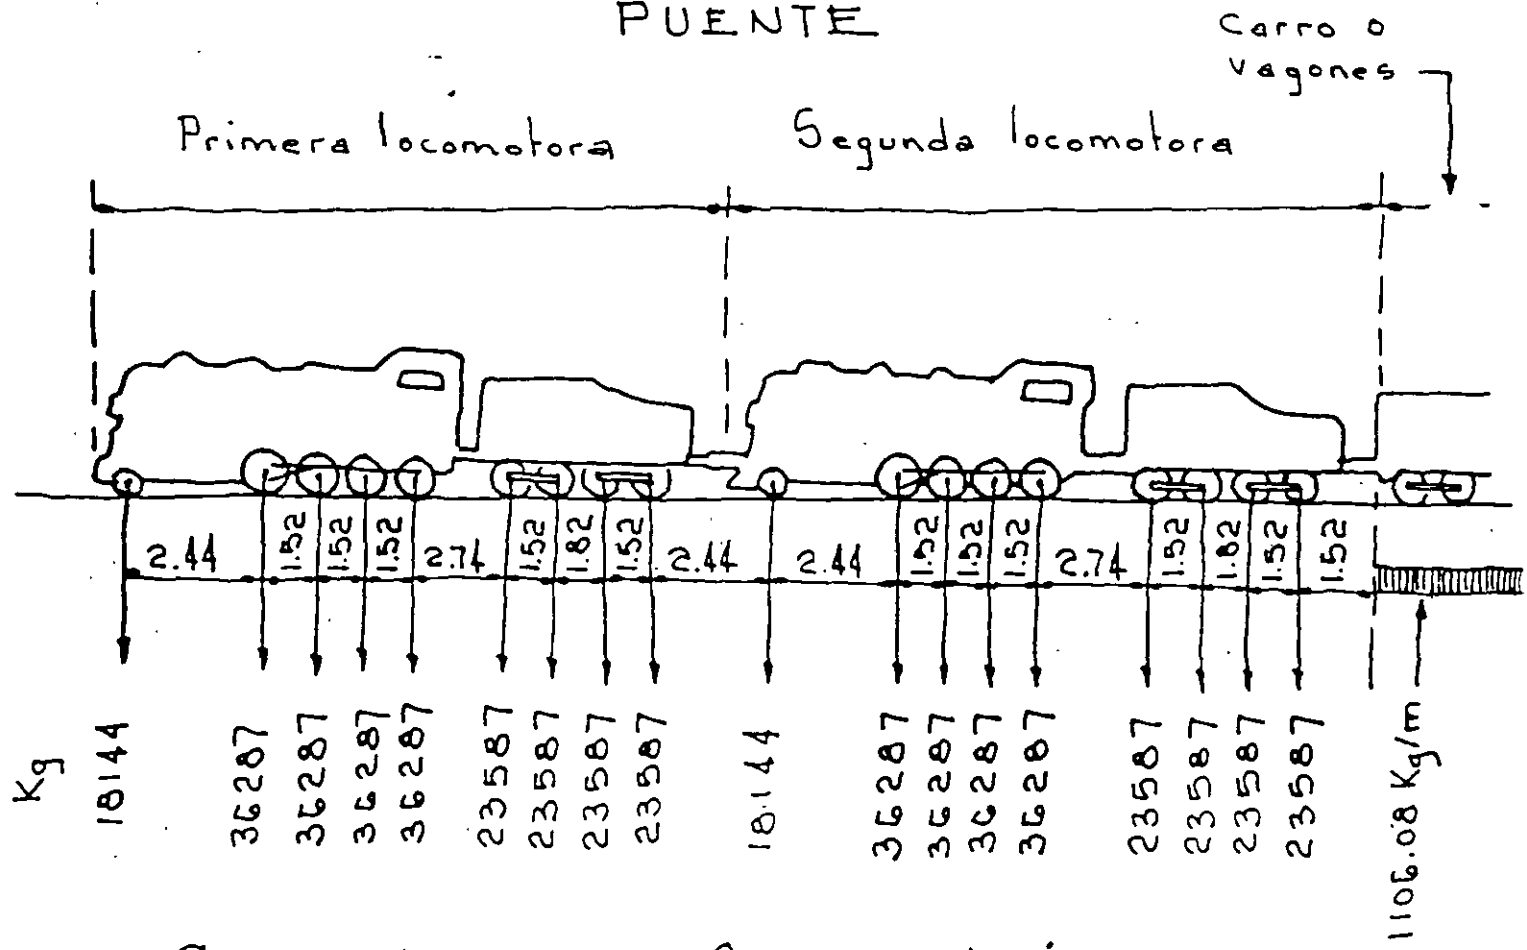 PUENTE
Carro o
vagones
Primera locomotora
Segunda locomotora
2.44 1.52 1.52 1.52 2.74 1.52 1.82 1.52 2.44 2.44 1.52 1.52 1.52 2.74 1.52 1.82 1.52 1.52
Kg 18144 36287 36287 36287 36287 23587 23587 23587 23587 18144 36287 36287 36287 36287 23587 23587 23587 23587 1106.08 Kg/m